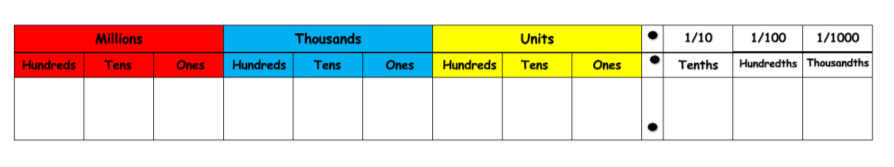 Millions Thousands Units 1/10 1/100 1/1000
Hundreds Tens Ones Hundreds Tens Ones Hundreds Tens Ones Tenths Hundredths Thousandths